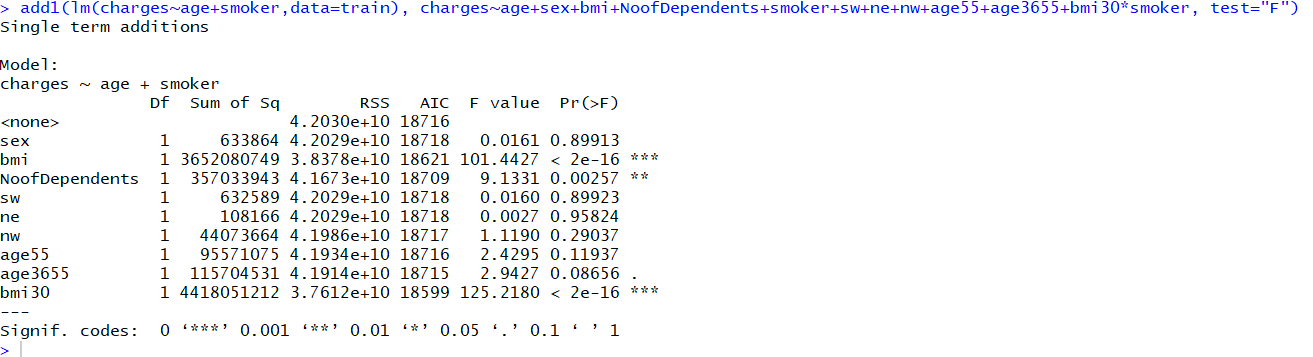 > add1(lm(charges~age+smoker,data=train), charges~age+sex+bmi+NoofDependents+smoker+sw+ne+nw+age55+age3655+bmi30*smoker, test="F")
Single term additions

Model:
charges ~ age + smoker
               Df  Sum of Sq        RSS   AIC  F value  Pr(>F)
<none>                       4.2030e+10 18716
sex             1     633864 4.2029e+10 18718   0.0161 0.89913
bmi             1 3652080749 3.8378e+10 18621 101.4427 < 2e-16 ***
NoofDependents  1  357033943 4.1673e+10 18709   9.1331 0.00257 **
sw              1     632589 4.2029e+10 18718   0.0160 0.89923
ne              1     108166 4.2029e+10 18718   0.0027 0.95824
nw              1   44073664 4.1986e+10 18717   1.1190 0.29037
age55           1   95571075 4.1934e+10 18716   2.4295 0.11937
age3655         1  115704531 4.1914e+10 18715   2.9427 0.08656 .
bmi30           1 4418051212 3.7612e+10 18599 125.2180 < 2e-16 ***
---
Signif. codes:  0 ‘***’ 0.001 ‘**’ 0.01 ‘*’ 0.05 ‘.’ 0.1 ‘ ’ 1
>